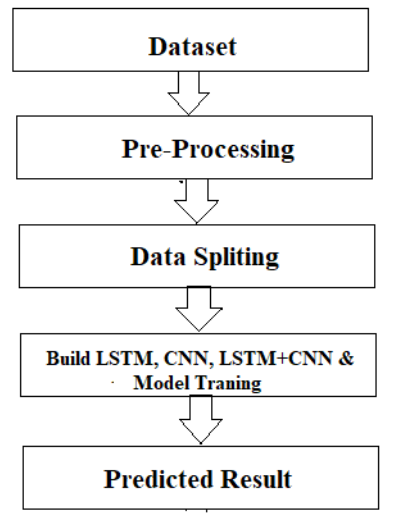 Dataset
Pre-Processing
Data Spliting
Build LSTM, CNN, LSTM+CNN &
Model Traning
Predicted Result